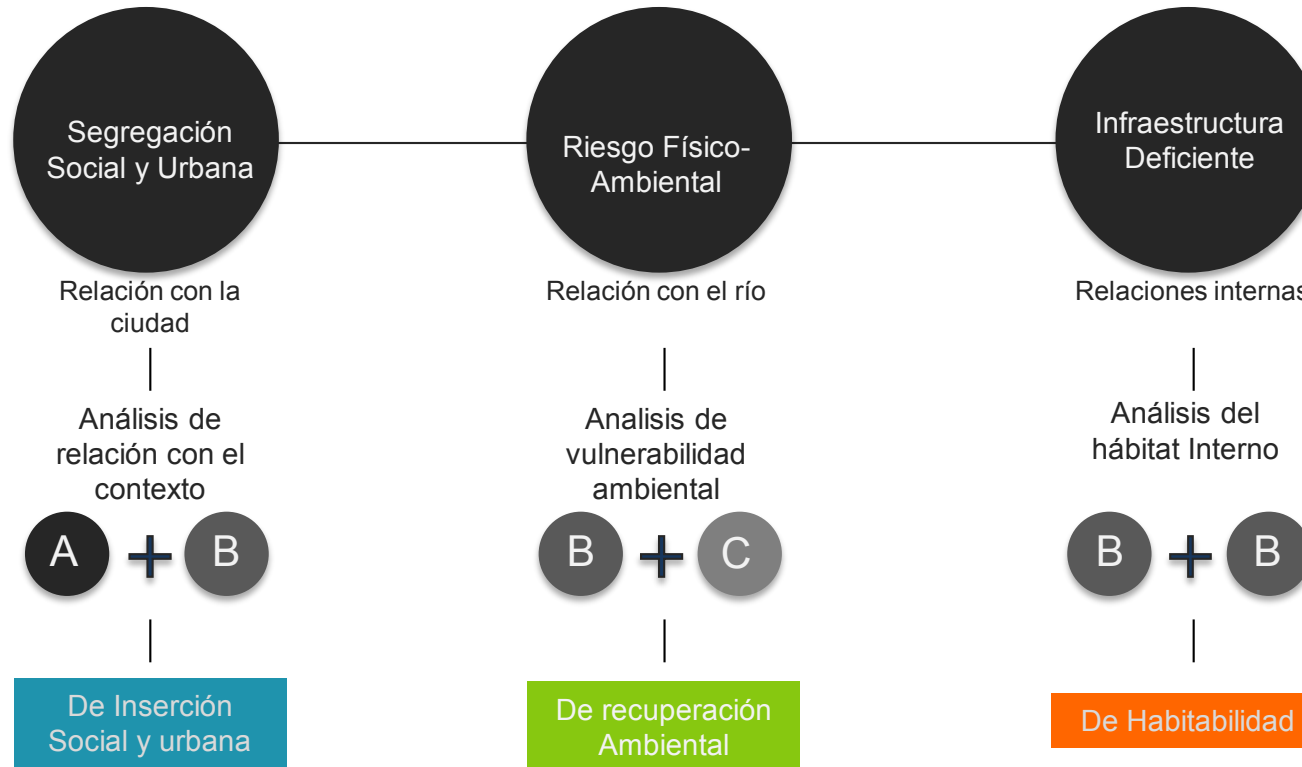 Segregación
Social y Urbana
Relación con la
ciudad
Análisis de
relación con el
contexto
A + B
De Inserción
Social y urbana
Riesgo Físico-
Ambiental
Relación con el río
Analisis de
vulnerabilidad
ambiental
B + C
De recuperación
Ambiental
Infraestructura
Deficiente
Relaciones internas
Análisis del
hábitat Interno
B + B
De Habitabilidad